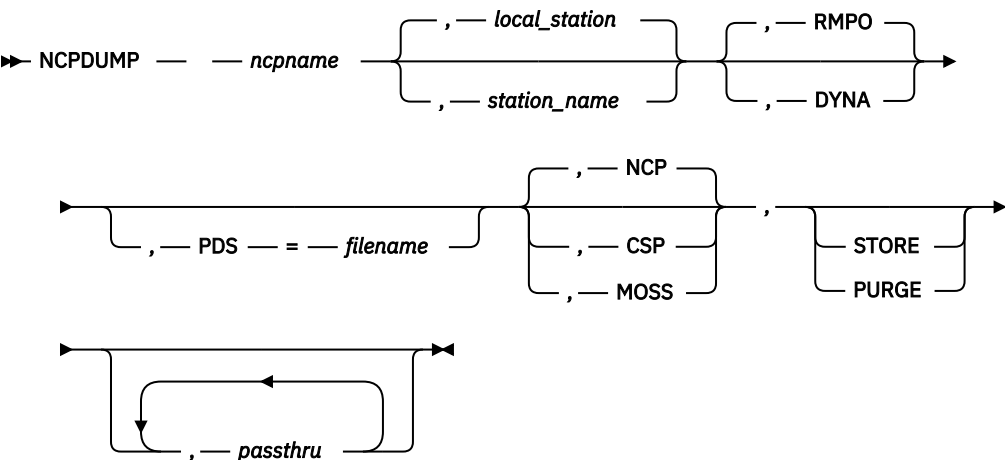 , local_station , RMPO
NCPDUMP ncpname
, station_name , DYNA
, NCP
,
, PDS = filename , CSP STORE
, MOSS PURGE
, passthru